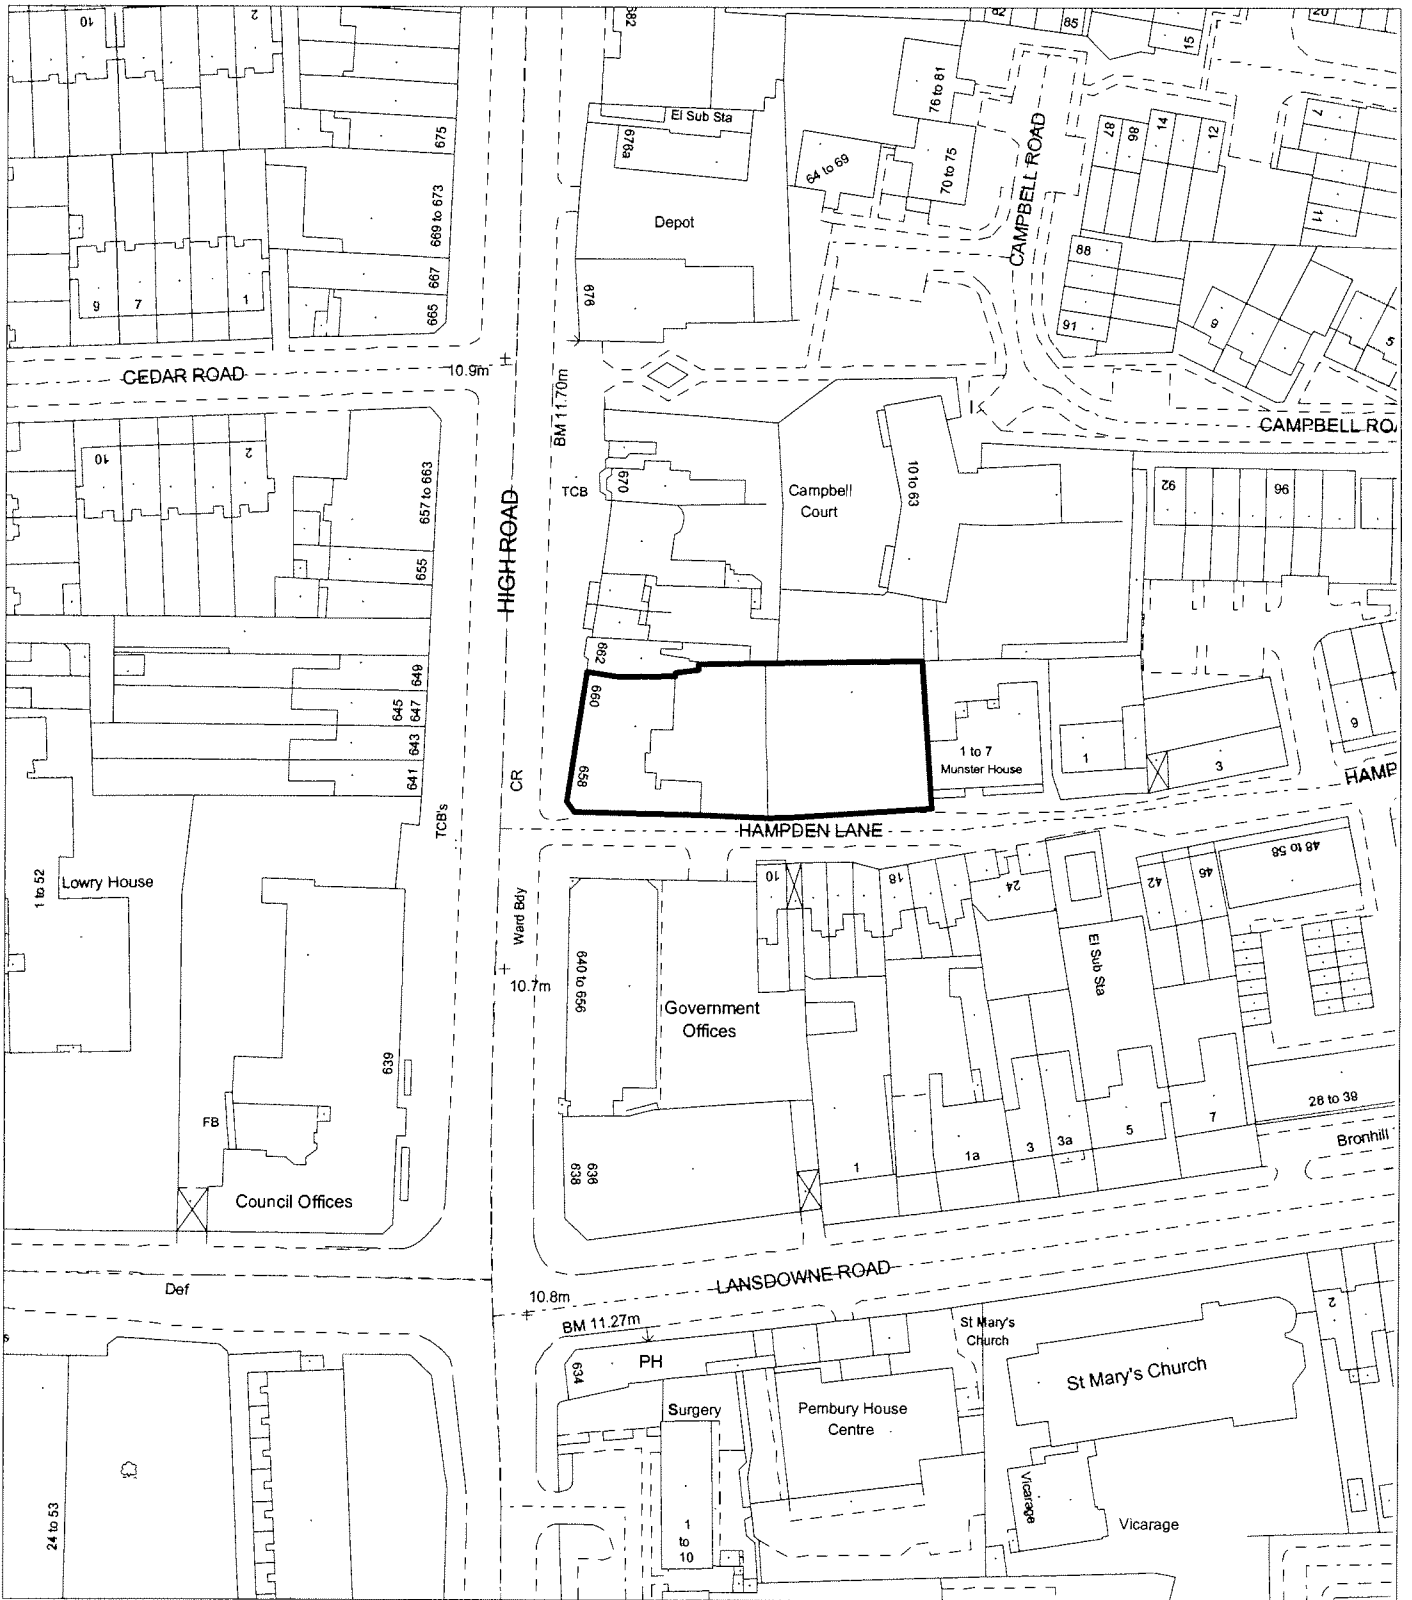 10
2
682
82
85
15
20
675
El Sub Sta
678a
76 to 81
64 to 69
70 to 75
CAMPBELL ROAD
87
86
14
12
7
11
669 to 673
667
665
9
7
1
Depot
676
88
91
9
5
CEDAR ROAD
10.9m
BM 11.70m
CAMPBELL ROA
10
2
657 to 663
655
HIGH ROAD
TCB
670
Campbell
Court
10 to 63
92
96
649
645
647
643
641
662
660
658
CR
1 to 7
Munster House
1
3
9
HAMP
HAMPDEN LANE
TCB's
1 to 52
Lowry House
Ward Bdy
10.7m
640 to 656
10
18
24
El Sub Sta
42
46
48 to 58
Government
Offices
639
FB
Council Offices
638
636
1
1a
3
3a
5
7
28 to 38
Bronhill
Def
LANSDOWNE ROAD
10.8m
BM 11.27m
634
PH
St Mary's
Church
St Mary's Church
2
Surgery
Pembury House
Centre
24 to 53
1
to
10
Vicarage
Vicarage